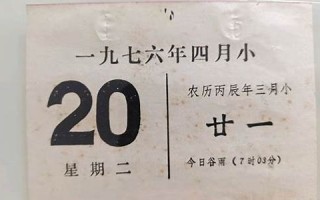 一九七六年四月小
20
星期二
农历丙辰年三月小
廿一
今日谷雨(7时03分)